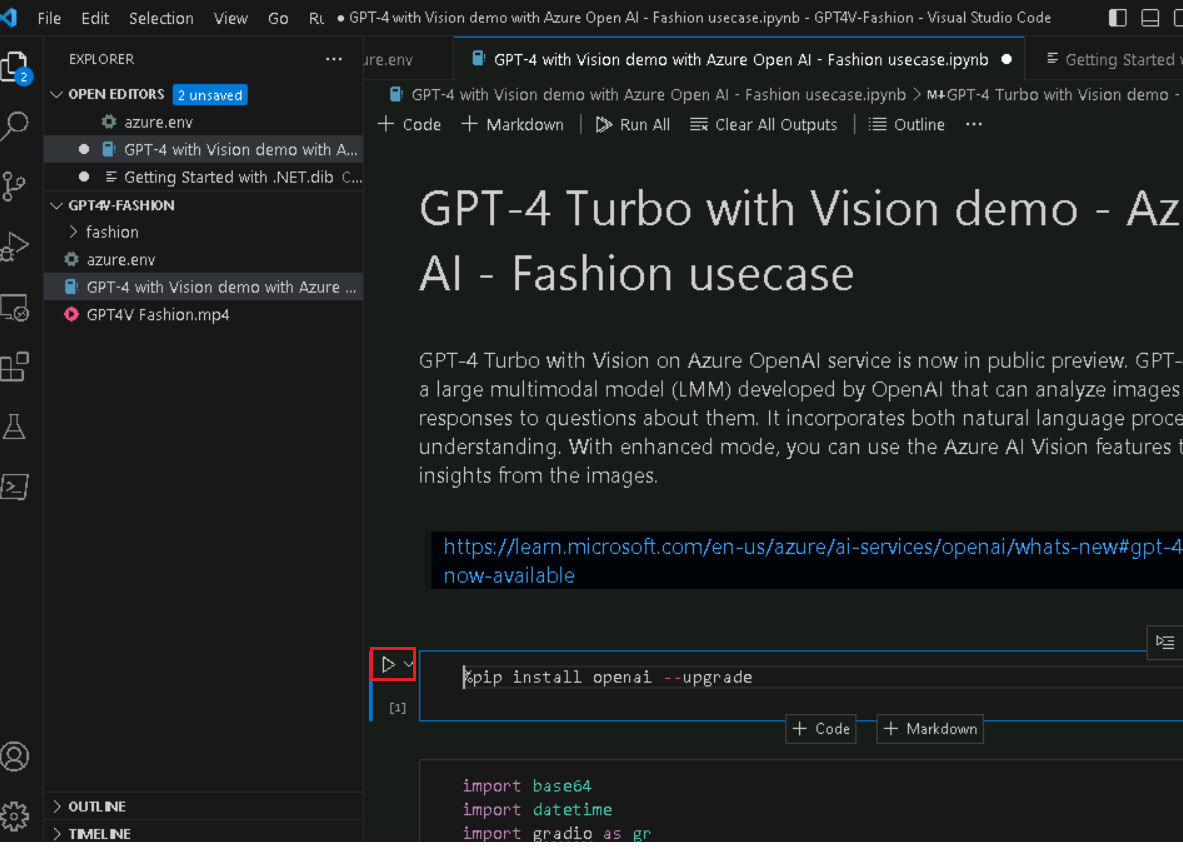 File Edit Selection View Go Ru ● GPT-4 with Vision demo with Azure Open AI - Fashion usecase.ipynb - GPT4V-Fashion - Visual Studio Code
2
EXPLORER ···
OPEN EDITORS 2 unsaved
azure.env
GPT-4 with Vision demo with A...
Getting Started with .NET.dib C...
GPT4V-FASHION
fashion
azure.env
GPT-4 with Vision demo with Azure ...
GPT4V Fashion.mp4
OUTLINE
TIMELINE
ure.env GPT-4 with Vision demo with Azure Open AI - Fashion usecase.ipynb ● Getting Started
GPT-4 with Vision demo with Azure Open AI - Fashion usecase.ipynb > M↓GPT-4 Turbo with Vision demo -
+ Code + Markdown | Run All Clear All Outputs | Outline ···
GPT-4 Turbo with Vision demo - Az
AI - Fashion usecase
GPT-4 Turbo with Vision on Azure OpenAI service is now in public preview. GPT-
a large multimodal model (LMM) developed by OpenAI that can analyze images
responses to questions about them. It incorporates both natural language proce
understanding. With enhanced mode, you can use the Azure AI Vision features t
insights from the images.
https://learn.microsoft.com/en-us/azure/ai-services/openai/whats-new#gpt-4
now-available
%pip install openai --upgrade
[1]
+ Code + Markdown
import base64
import datetime
import gradio as gr